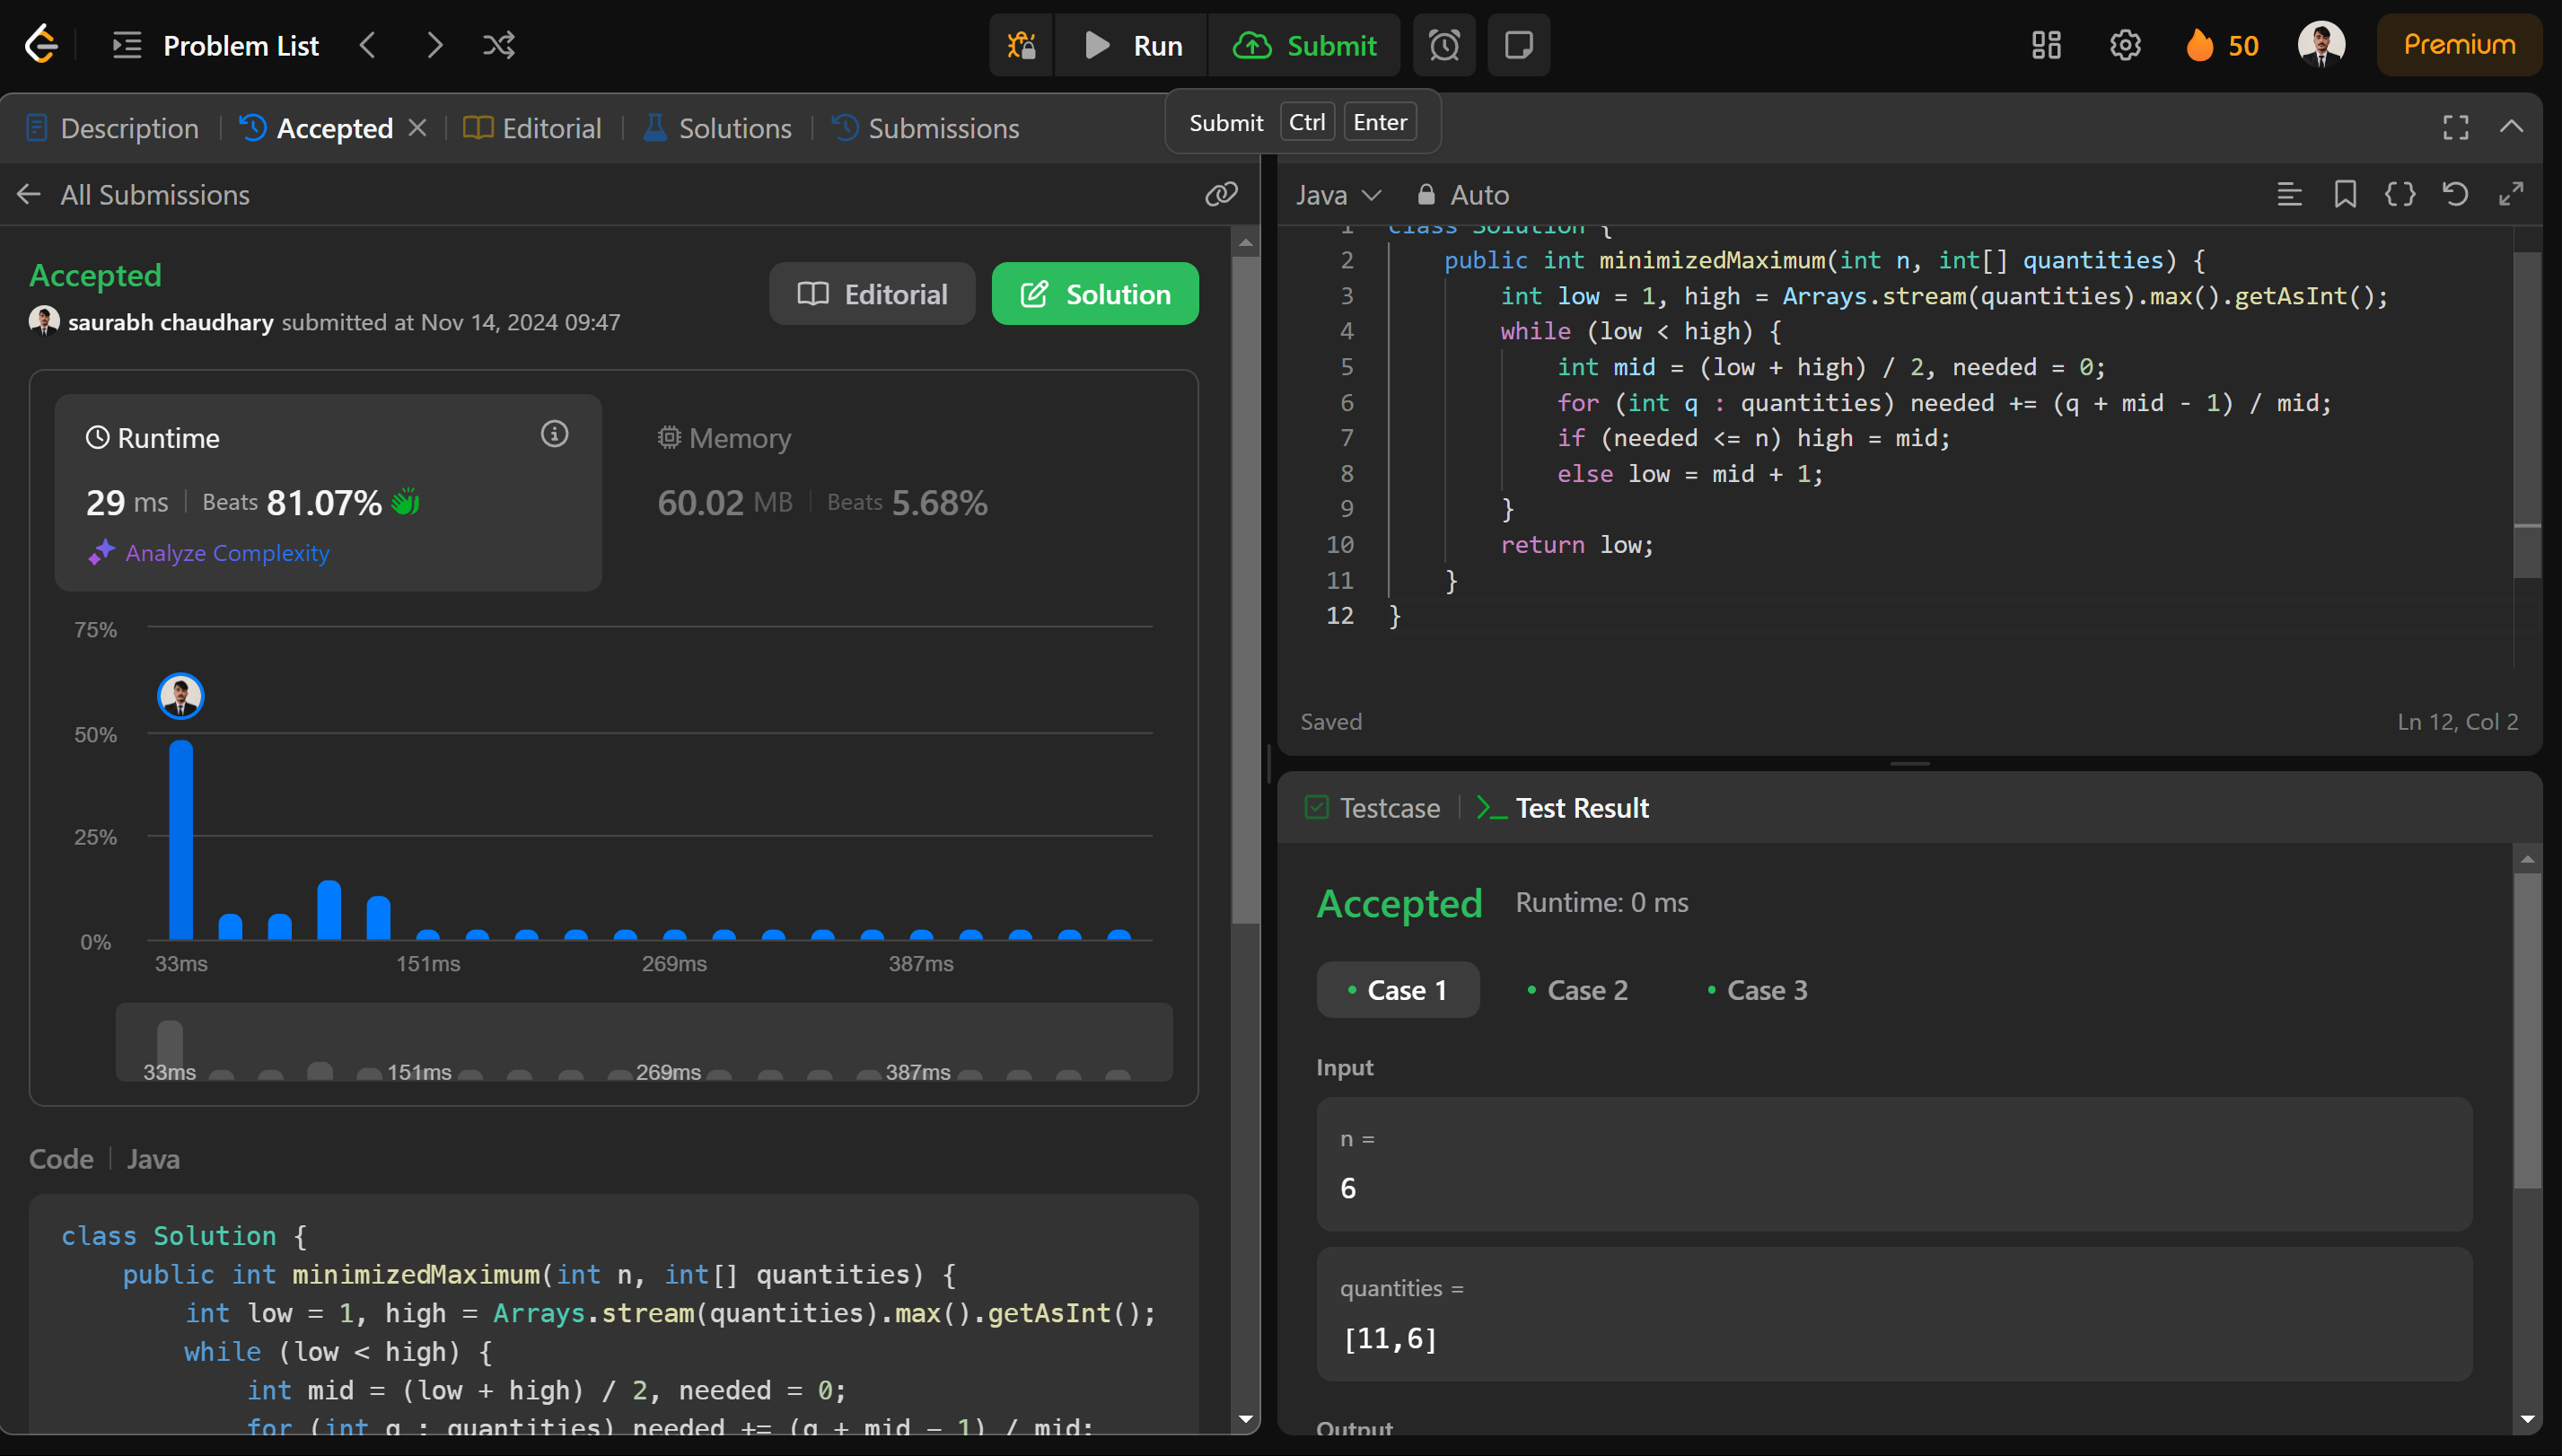 Problem List
Run
Submit
50
Premium
Description
Accepted
Editorial
Solutions
Submissions
Submit Ctrl Enter
All Submissions
Accepted
saurabh chaudhary submitted at Nov 14, 2024 09:47
Editorial
Solution
Runtime
29 ms Beats 81.07%
Analyze Complexity
Memory
60.02 MB Beats 5.68%
75%
50%
25%
0%
33ms 151ms 269ms 387ms
33ms 151ms 269ms 387ms
Code Java
class Solution {
public int minimizedMaximum(int n, int[] quantities) {
int low = 1, high = Arrays.stream(quantities).max().getAsInt();
while (low < high) {
int mid = (low + high) / 2, needed = 0;
for (int q : quantities) needed += (q + mid - 1) / mid;
Java Auto
1 class Solution {
2 public int minimizedMaximum(int n, int[] quantities) {
3 int low = 1, high = Arrays.stream(quantities).max().getAsInt();
4 while (low < high) {
5 int mid = (low + high) / 2, needed = 0;
6 for (int q : quantities) needed += (q + mid - 1) / mid;
7 if (needed <= n) high = mid;
8 else low = mid + 1;
9 }
10 return low;
11 }
12 }
Saved
Ln 12, Col 2
Testcase
Test Result
Accepted Runtime: 0 ms
Case 1 Case 2 Case 3
Input
n =
6
quantities =
[11,6]
Output